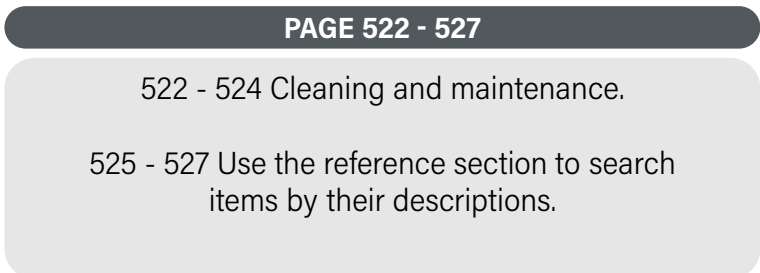 PAGE 522 - 527
522 - 524 Cleaning and maintenance.
525 - 527 Use the reference section to search
items by their descriptions.